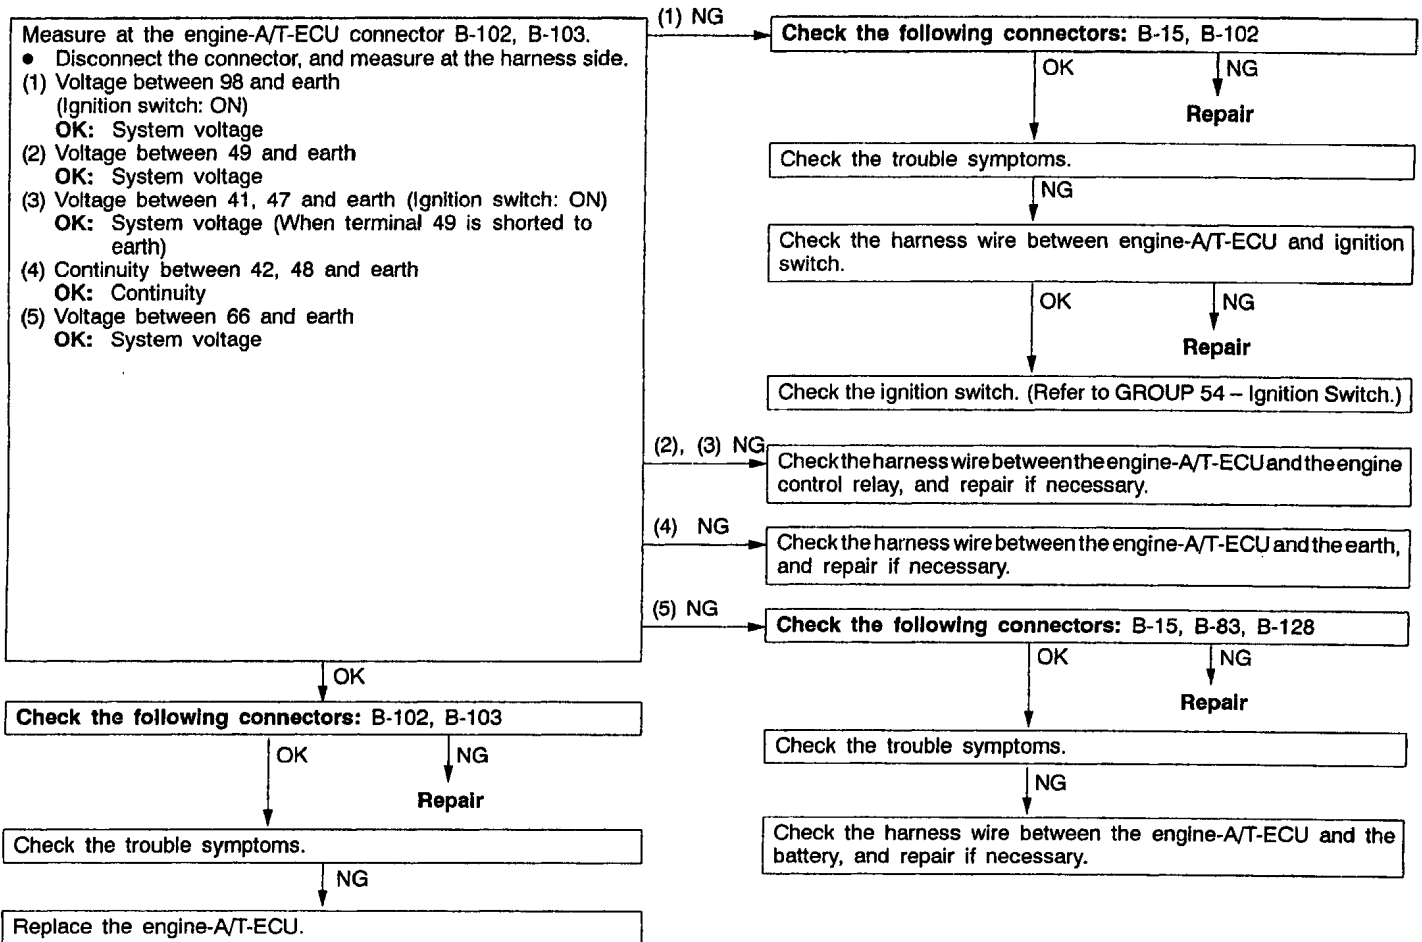 Measure at the engine-A/T-ECU connector B-102, B-103.
● Disconnect the connector, and measure at the harness side.
(1) Voltage between 98 and earth
(Ignition switch: ON)
OK: System voltage
(2) Voltage between 49 and earth
OK: System voltage
(3) Voltage between 41, 47 and earth (Ignition switch: ON)
OK: System voltage (When terminal 49 is shorted to
earth)
(4) Continuity between 42, 48 and earth
OK: Continuity
(5) Voltage between 66 and earth
OK: System voltage
(1) NG
Check the following connectors: B-15, B-102
OK
NG
Repair
Check the trouble symptoms.
NG
Check the harness wire between engine-A/T-ECU and ignition
switch.
OK
NG
Repair
Check the ignition switch. (Refer to GROUP 54 – Ignition Switch.)
(2), (3) NG
Check the harness wire between the engine-A/T-ECU and the engine
control relay, and repair if necessary.
(4) NG
Check the harness wire between the engine-A/T-ECU and the earth,
and repair if necessary.
(5) NG
Check the following connectors: B-15, B-83, B-128
OK
NG
Repair
Check the trouble symptoms.
NG
Check the harness wire between the engine-A/T-ECU and the
battery, and repair if necessary.
OK
Check the following connectors: B-102, B-103
OK
NG
Repair
Check the trouble symptoms.
NG
Replace the engine-A/T-ECU.